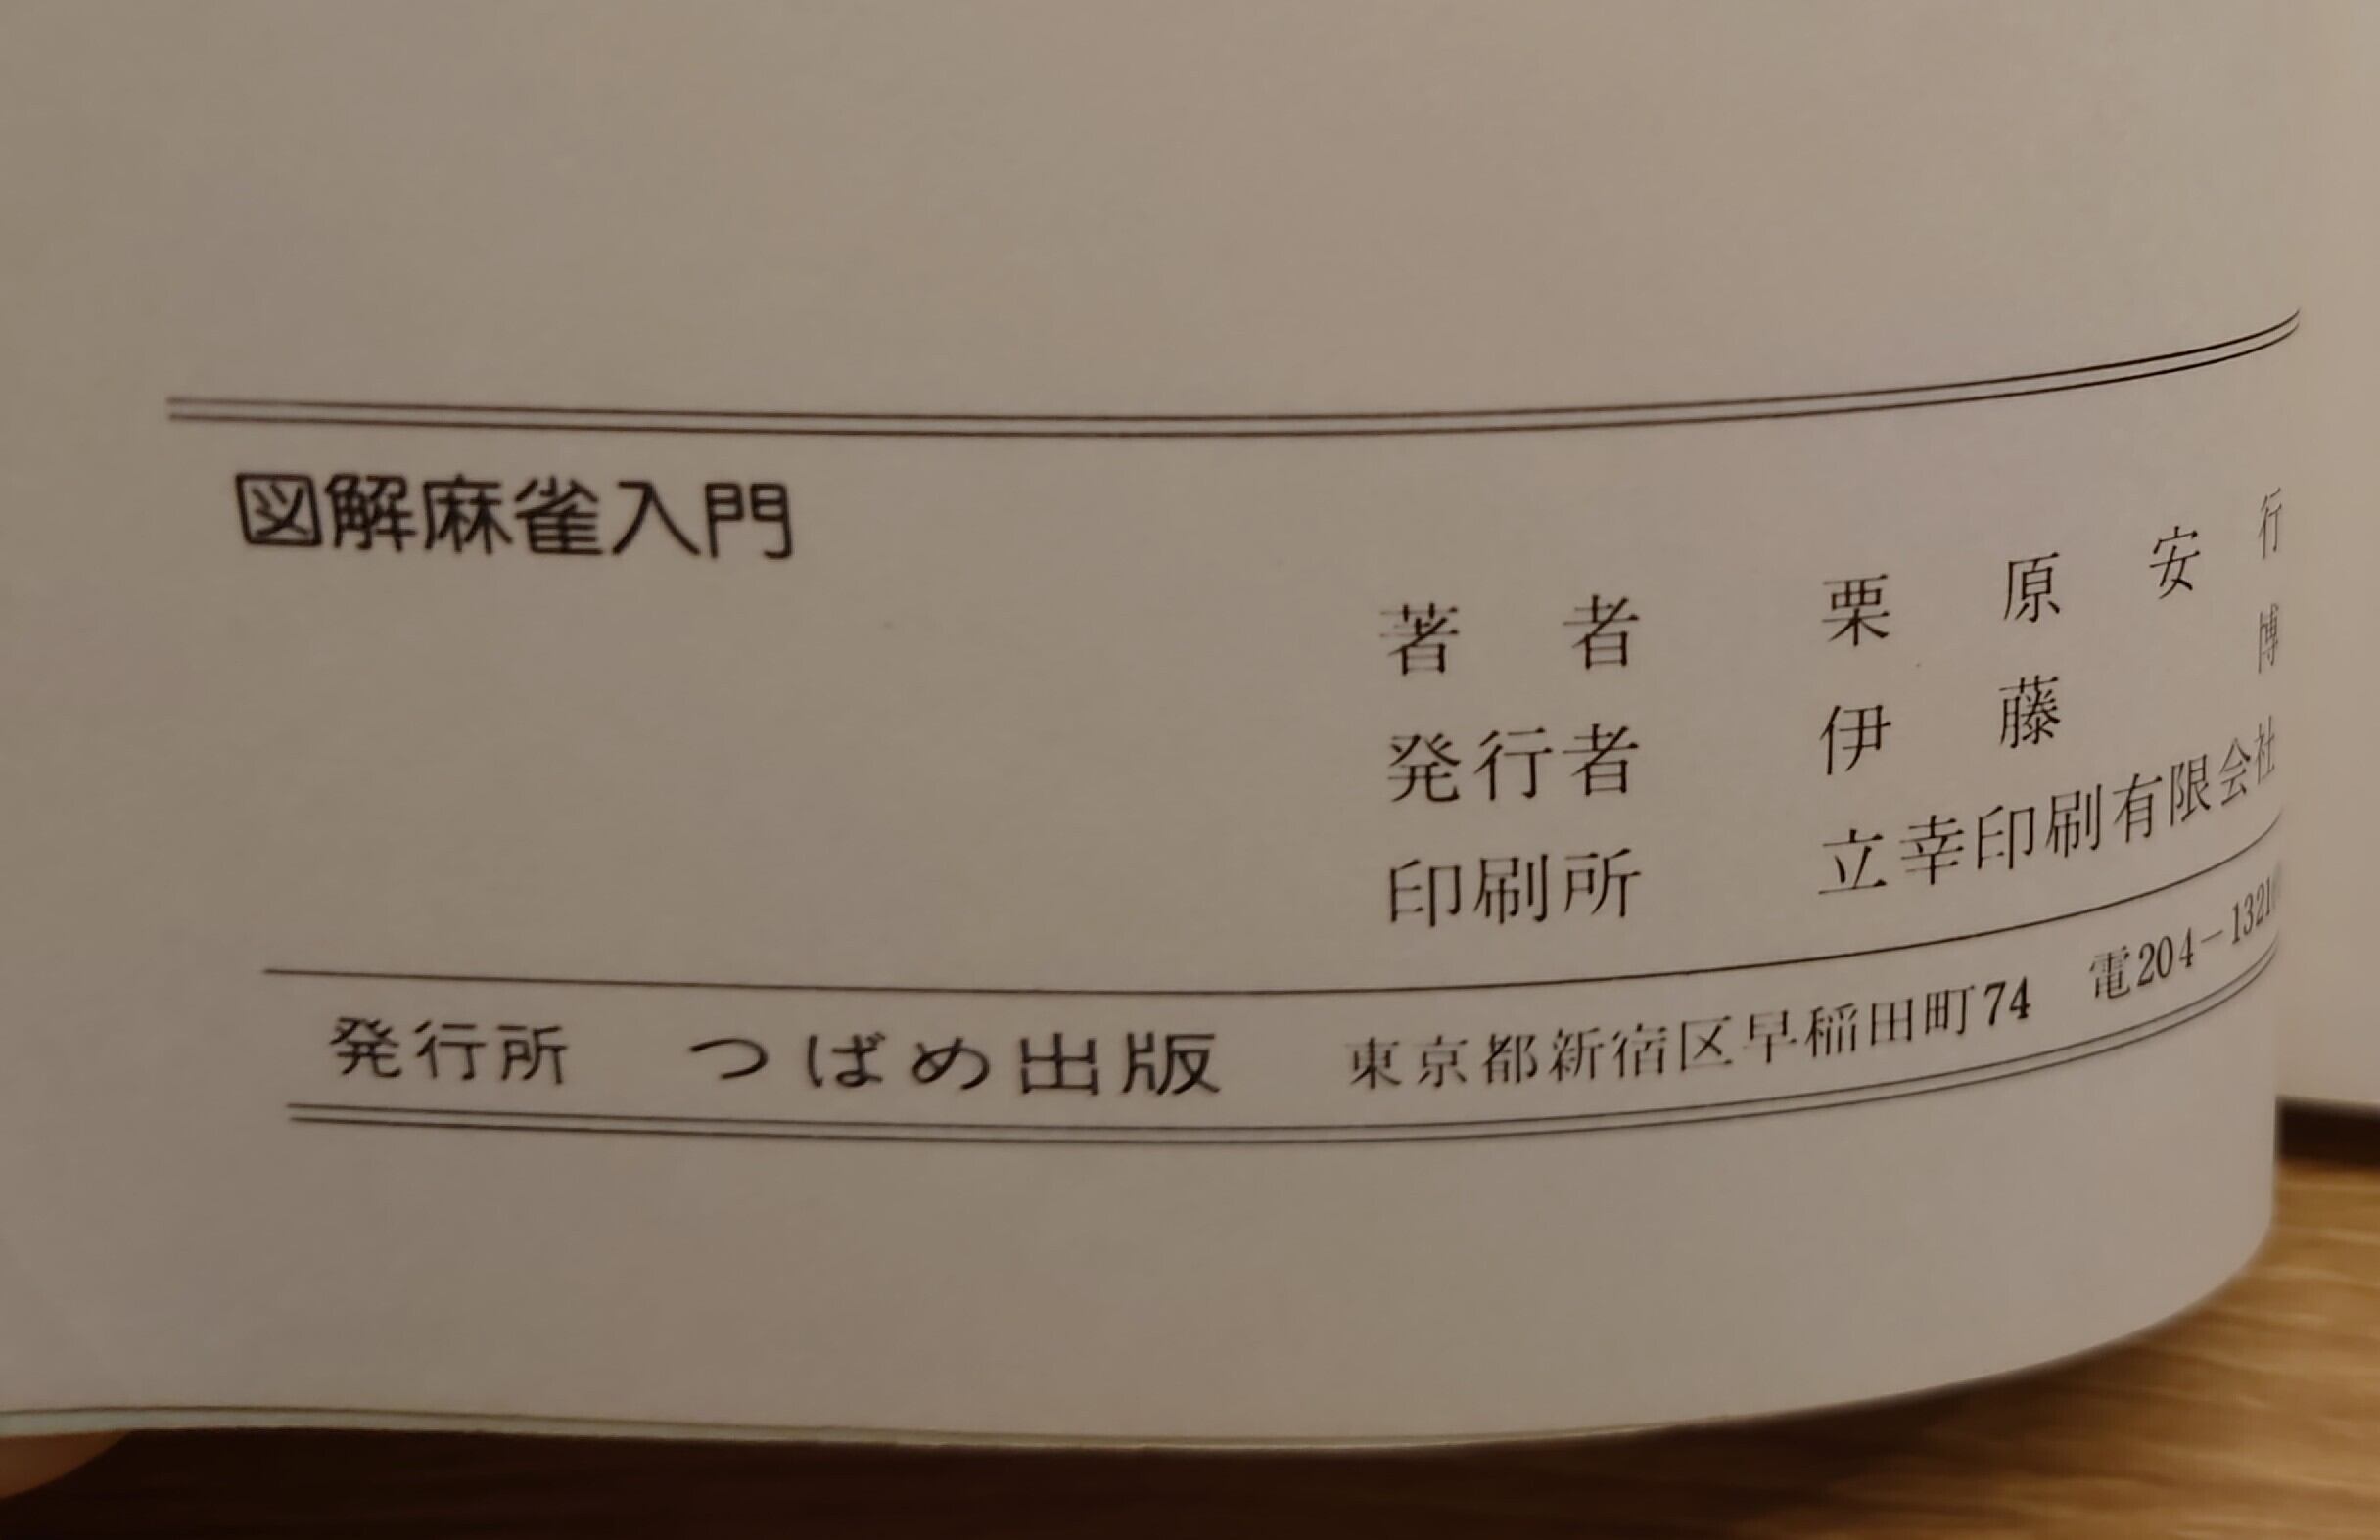 図解麻雀入門
著者 栗原安行
発行者 伊藤博
印刷所 立幸印刷有限会社
発行所 つばめ出版 東京都新宿区早稲田町74 電204-1321